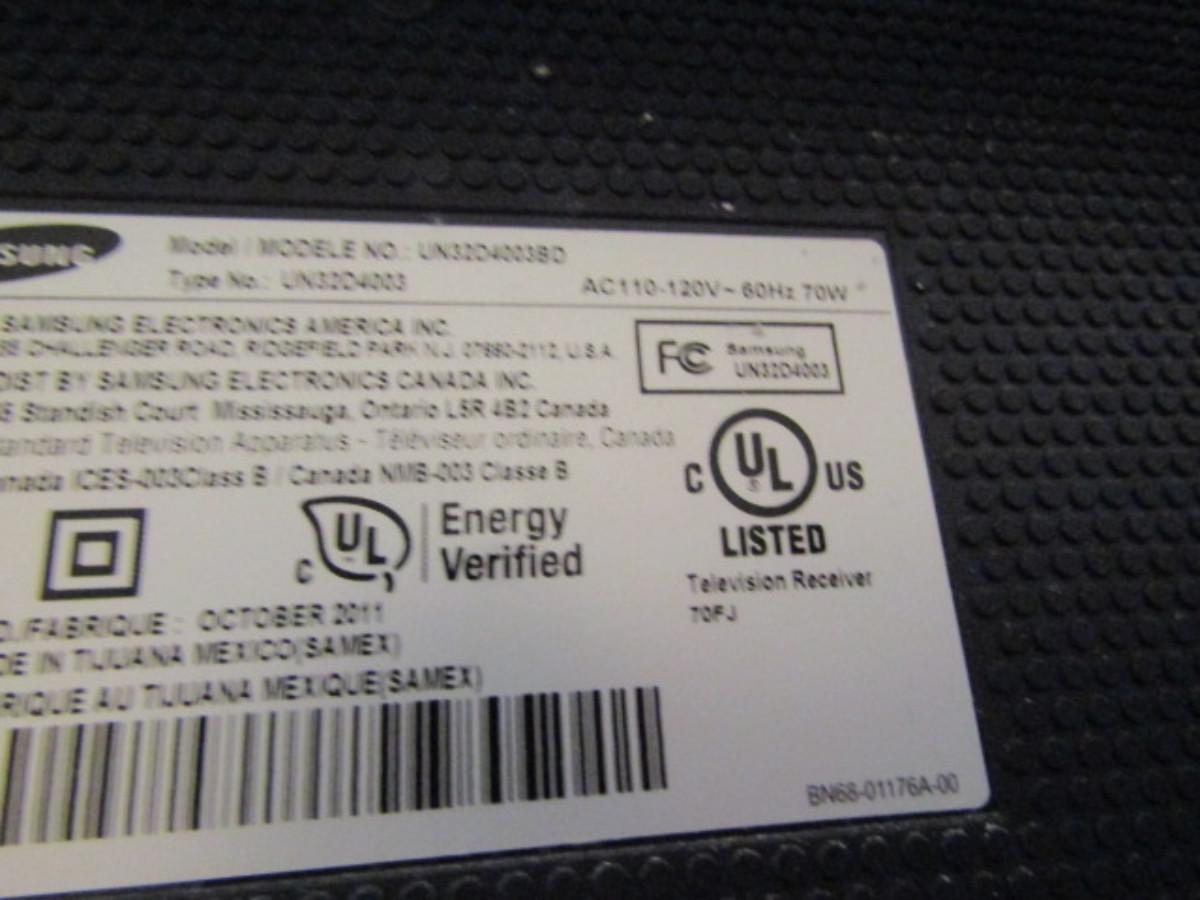 SUNG
Model / MODELE NO.: UN32D4003BD
Type No.: UN32D4003
AC110-120V~ 60Hz 70W
SAMSUNG ELECTRONICS AMERICA INC.
CHALLENGER ROAD, RIDGEFIELD PARK N.J. 07660-2112, U.S.A.
DIST BY SAMSUNG ELECTRONICS CANADA INC.
Standish Court Mississauga, Ontario L5R 4B2 Canada
tandard Television Apparatus - Téléviseur ordinaire, Canada
nada ICES-003Class B / Canada NMB-003 Classe B
FC Samsung
UN32D4003
C UL ® US
LISTED
Television Receiver
70FJ
C UL Energy
Verified
D./FABRIQUE : OCTOBER 2011
DE IN TIJUANA MEXICO(SAMEX)
RIQUE AU TIJUANA MEXIQUE(SAMEX)
BN68-01176A-00